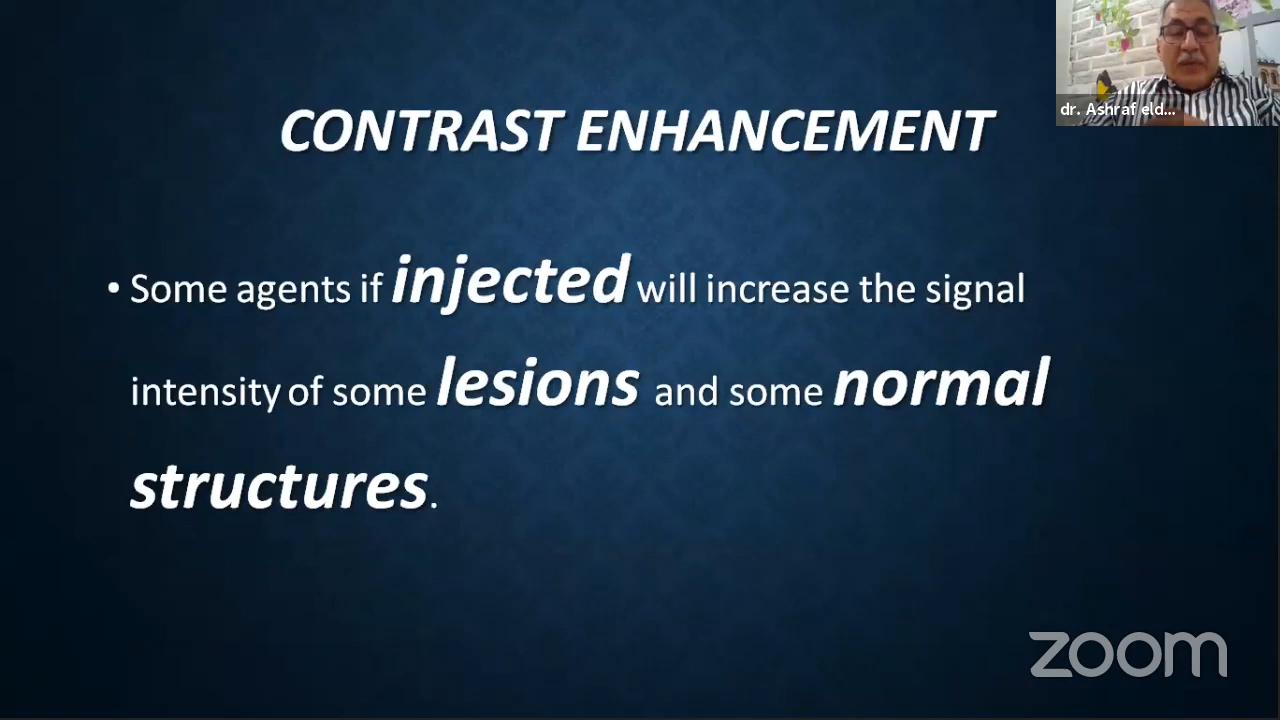 dr. Ashraf eld...
CONTRAST ENHANCEMENT
• Some agents if injected will increase the signal
intensity of some lesions and some normal
structures.
zoom